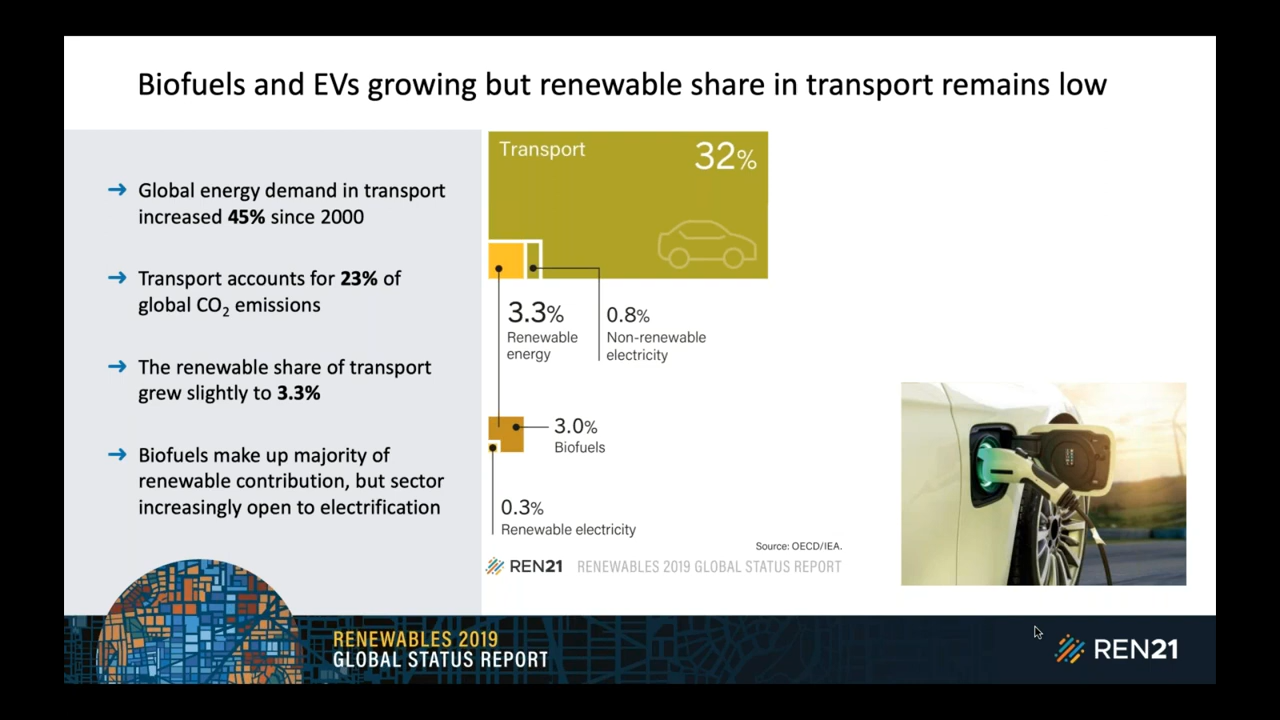 Biofuels and EVs growing but renewable share in transport remains low
→ Global energy demand in transport
increased 45% since 2000
→ Transport accounts for 23% of
global CO₂ emissions
→ The renewable share of transport
grew slightly to 3.3%
→ Biofuels make up majority of
renewable contribution, but sector
increasingly open to electrification
Transport 32%
3.3%
Renewable
energy
0.8%
Non-renewable
electricity
3.0%
Biofuels
0.3%
Renewable electricity
Source: OECD/IEA.
REN21 RENEWABLES 2019 GLOBAL STATUS REPORT
RENEWABLES 2019
GLOBAL STATUS REPORT
REN21